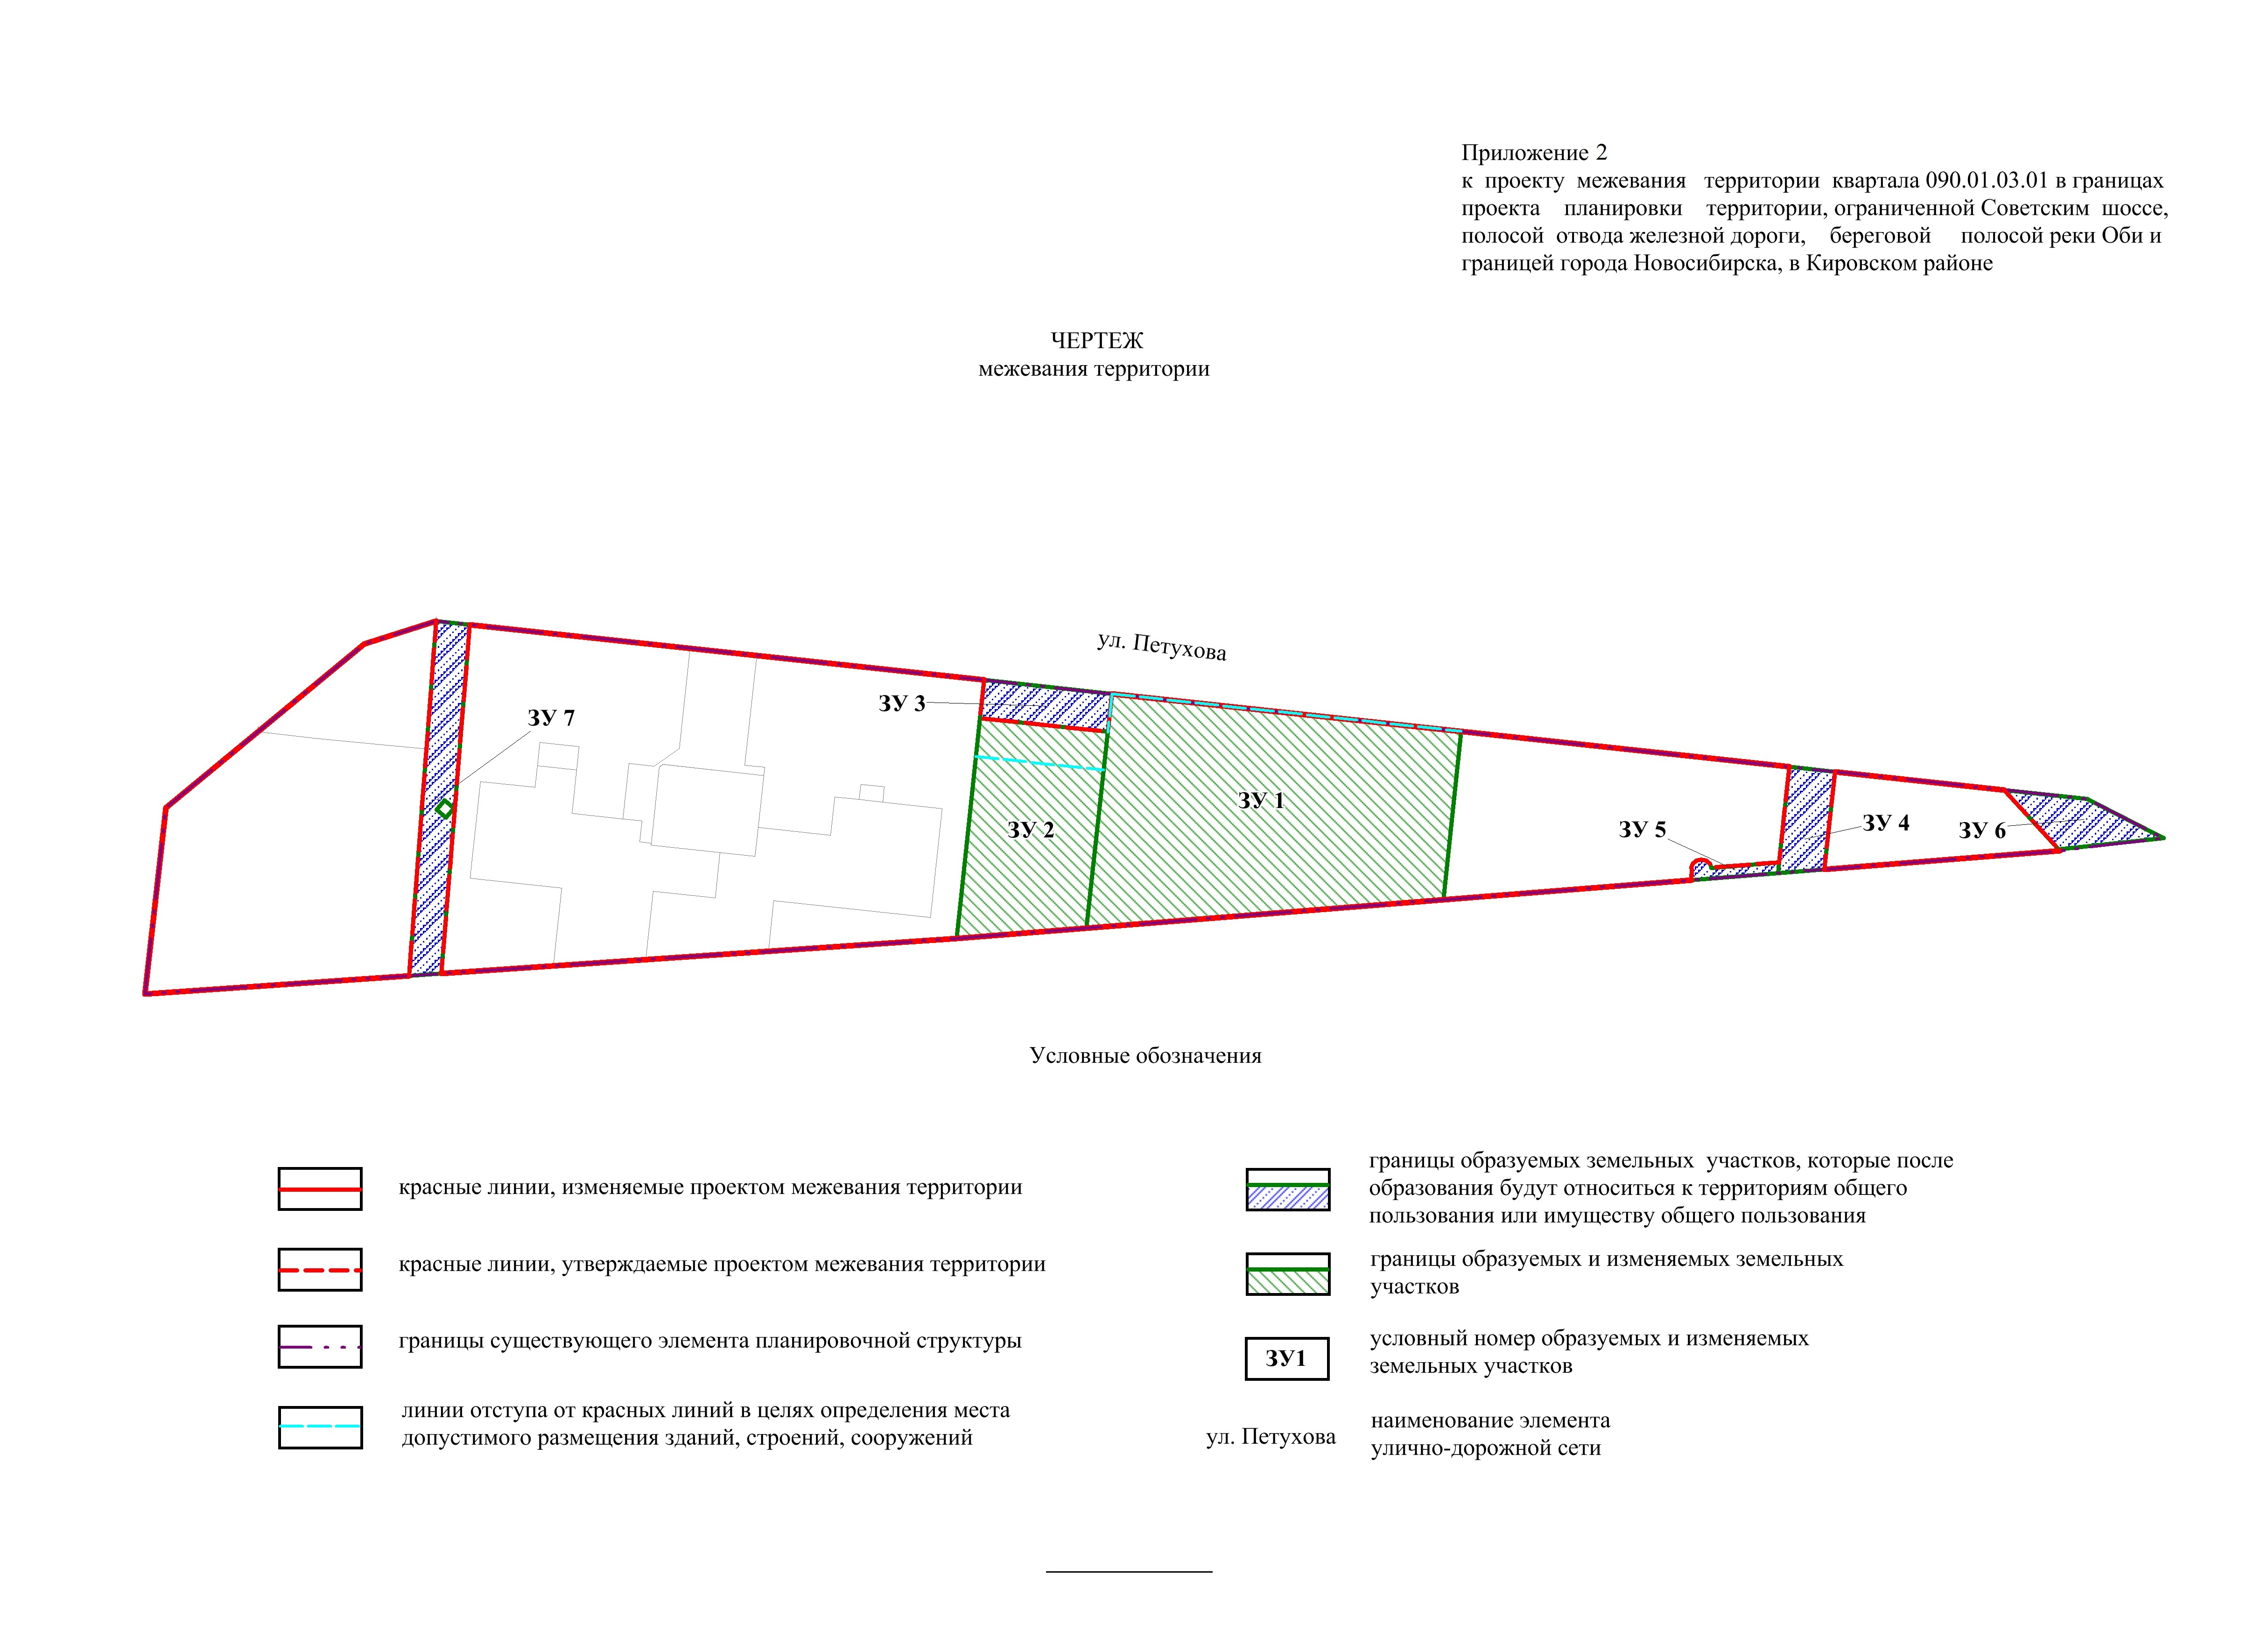 Приложение 2
к проекту межевания территории квартала 090.01.03.01 в границах
проекта планировки территории, ограниченной Советским шоссе,
полосой отвода железной дороги, береговой полосой реки Оби и
границей города Новосибирска, в Кировском районе
ЧЕРТЕЖ
межевания территории
ул. Петухова
ЗУ 7
ЗУ 3
ЗУ 2
ЗУ 1
ЗУ 5
ЗУ 4
ЗУ 6
Условные обозначения
красные линии, изменяемые проектом межевания территории
красные линии, утверждаемые проектом межевания территории
границы существующего элемента планировочной структуры
линии отступа от красных линий в целях определения места
допустимого размещения зданий, строений, сооружений
границы образуемых земельных участков, которые после
образования будут относиться к территориям общего
пользования или имуществу общего пользования
границы образуемых и изменяемых земельных
участков
ЗУ1
условный номер образуемых и изменяемых
земельных участков
ул. Петухова
наименование элемента
улично-дорожной сети